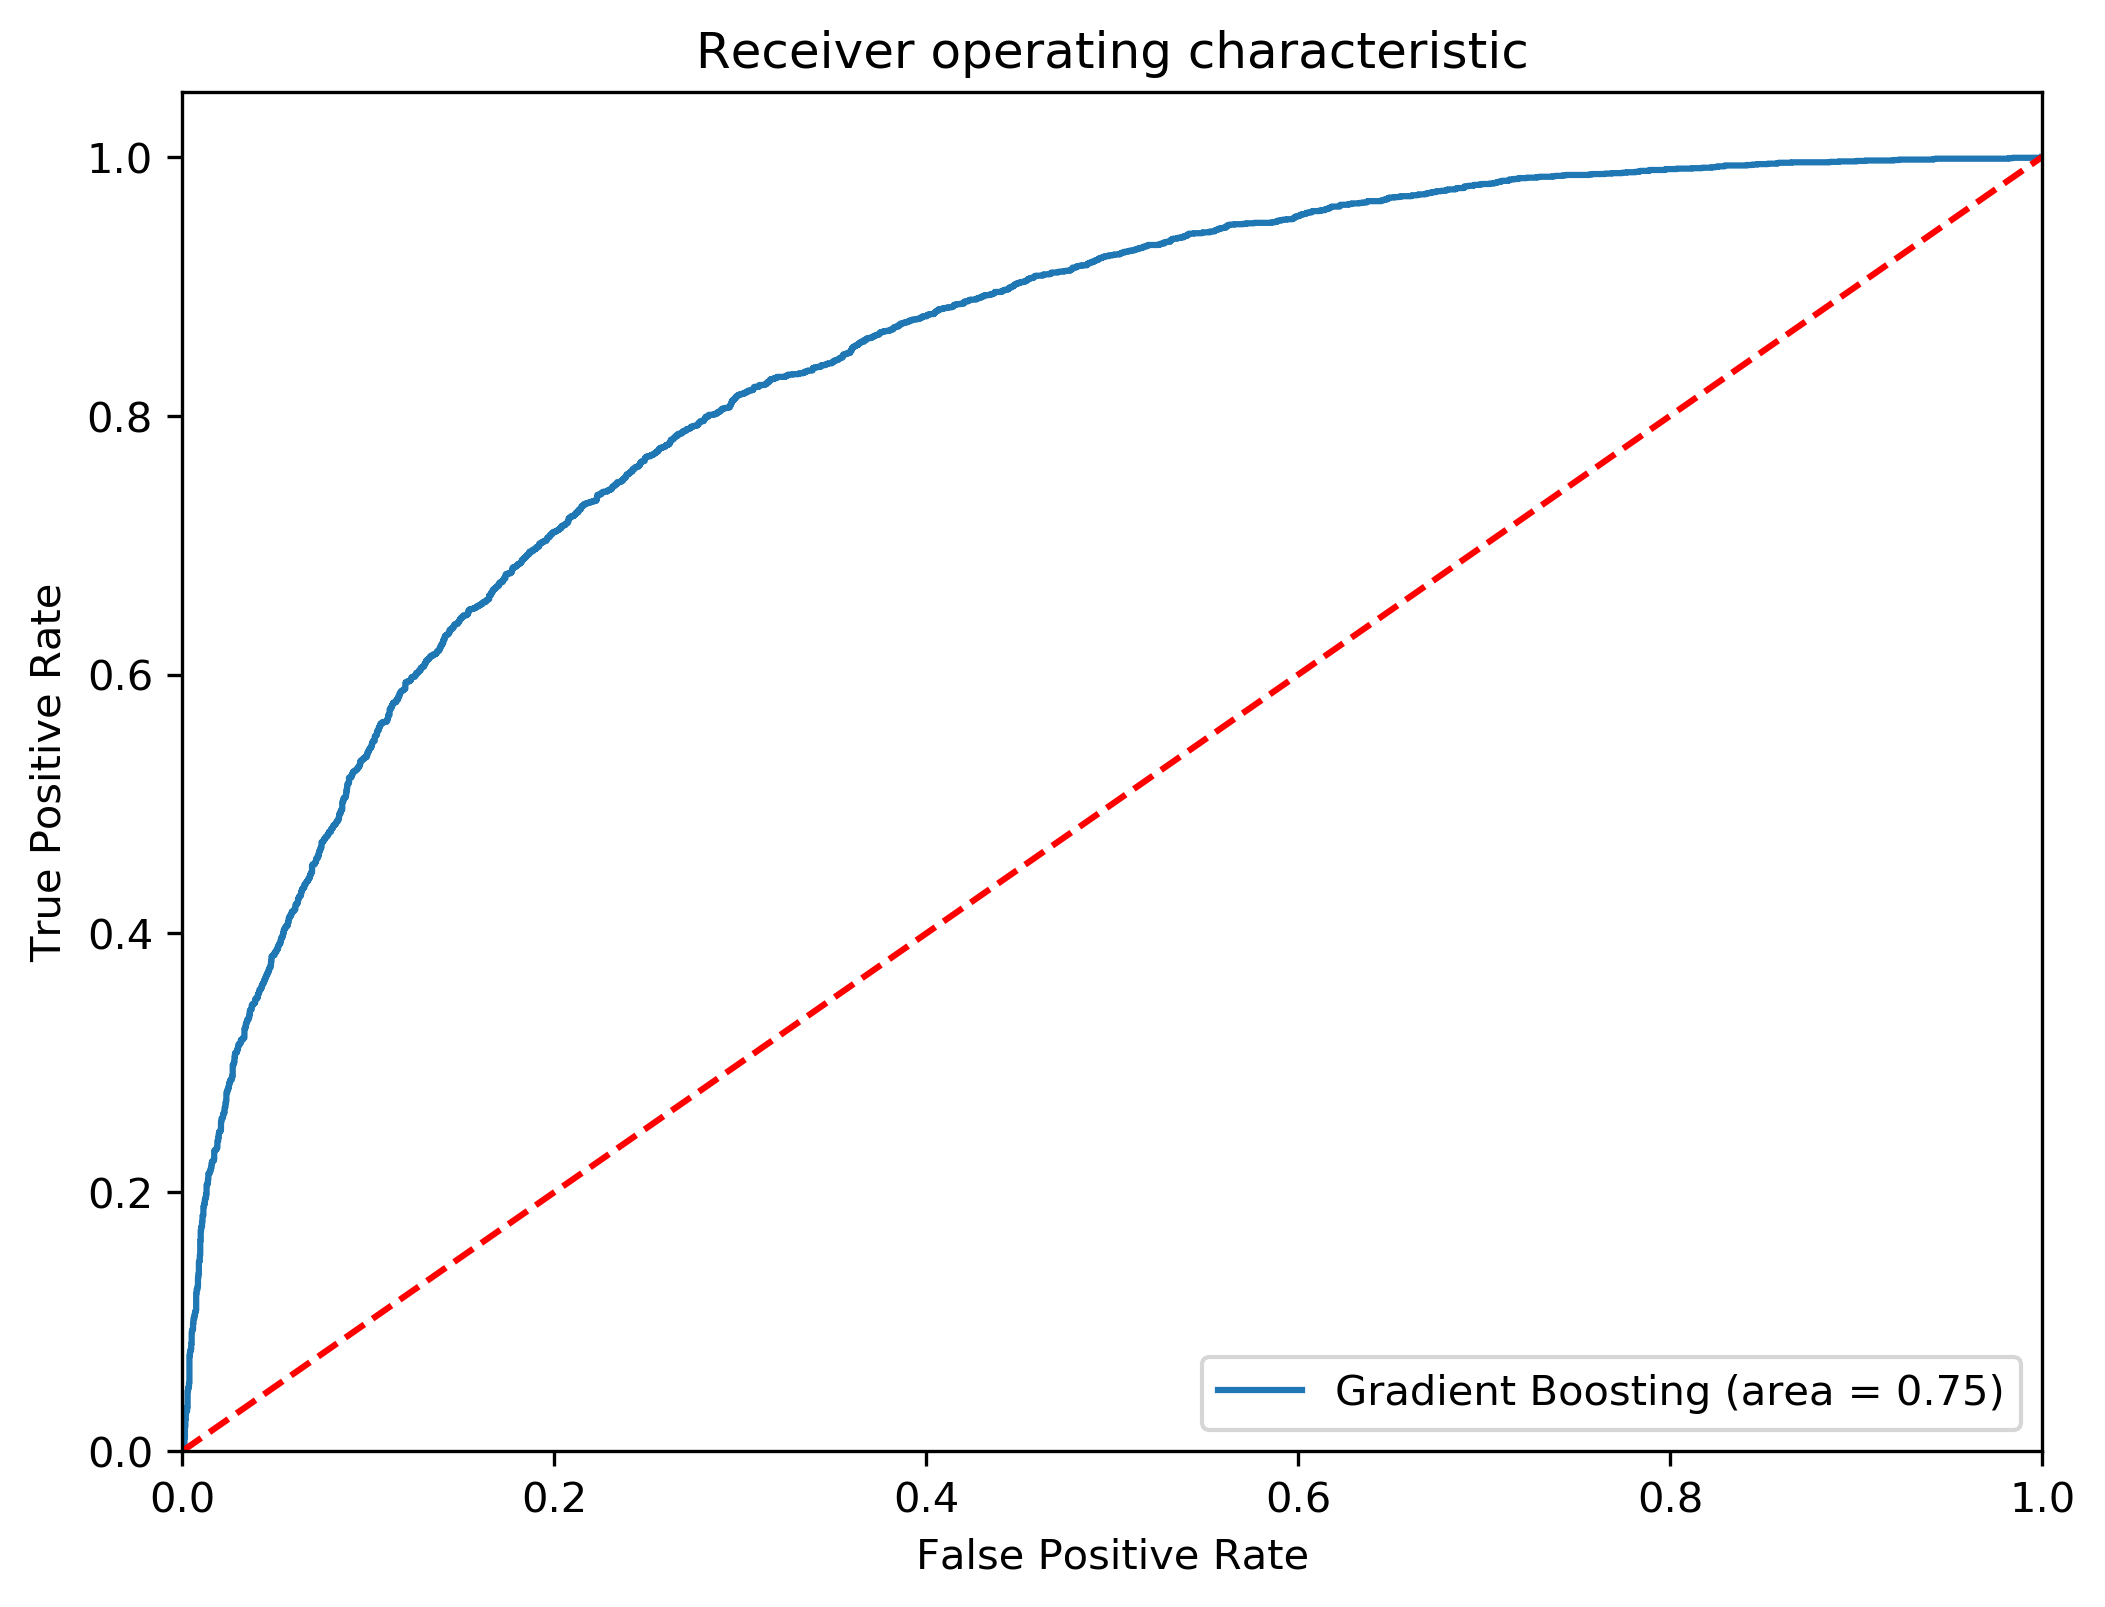 Receiver operating characteristic
1.0
0.8
0.6
0.4
0.2
0.0
True Positive Rate
Gradient Boosting (area = 0.75)
0.0 0.2 0.4 0.6 0.8 1.0
False Positive Rate